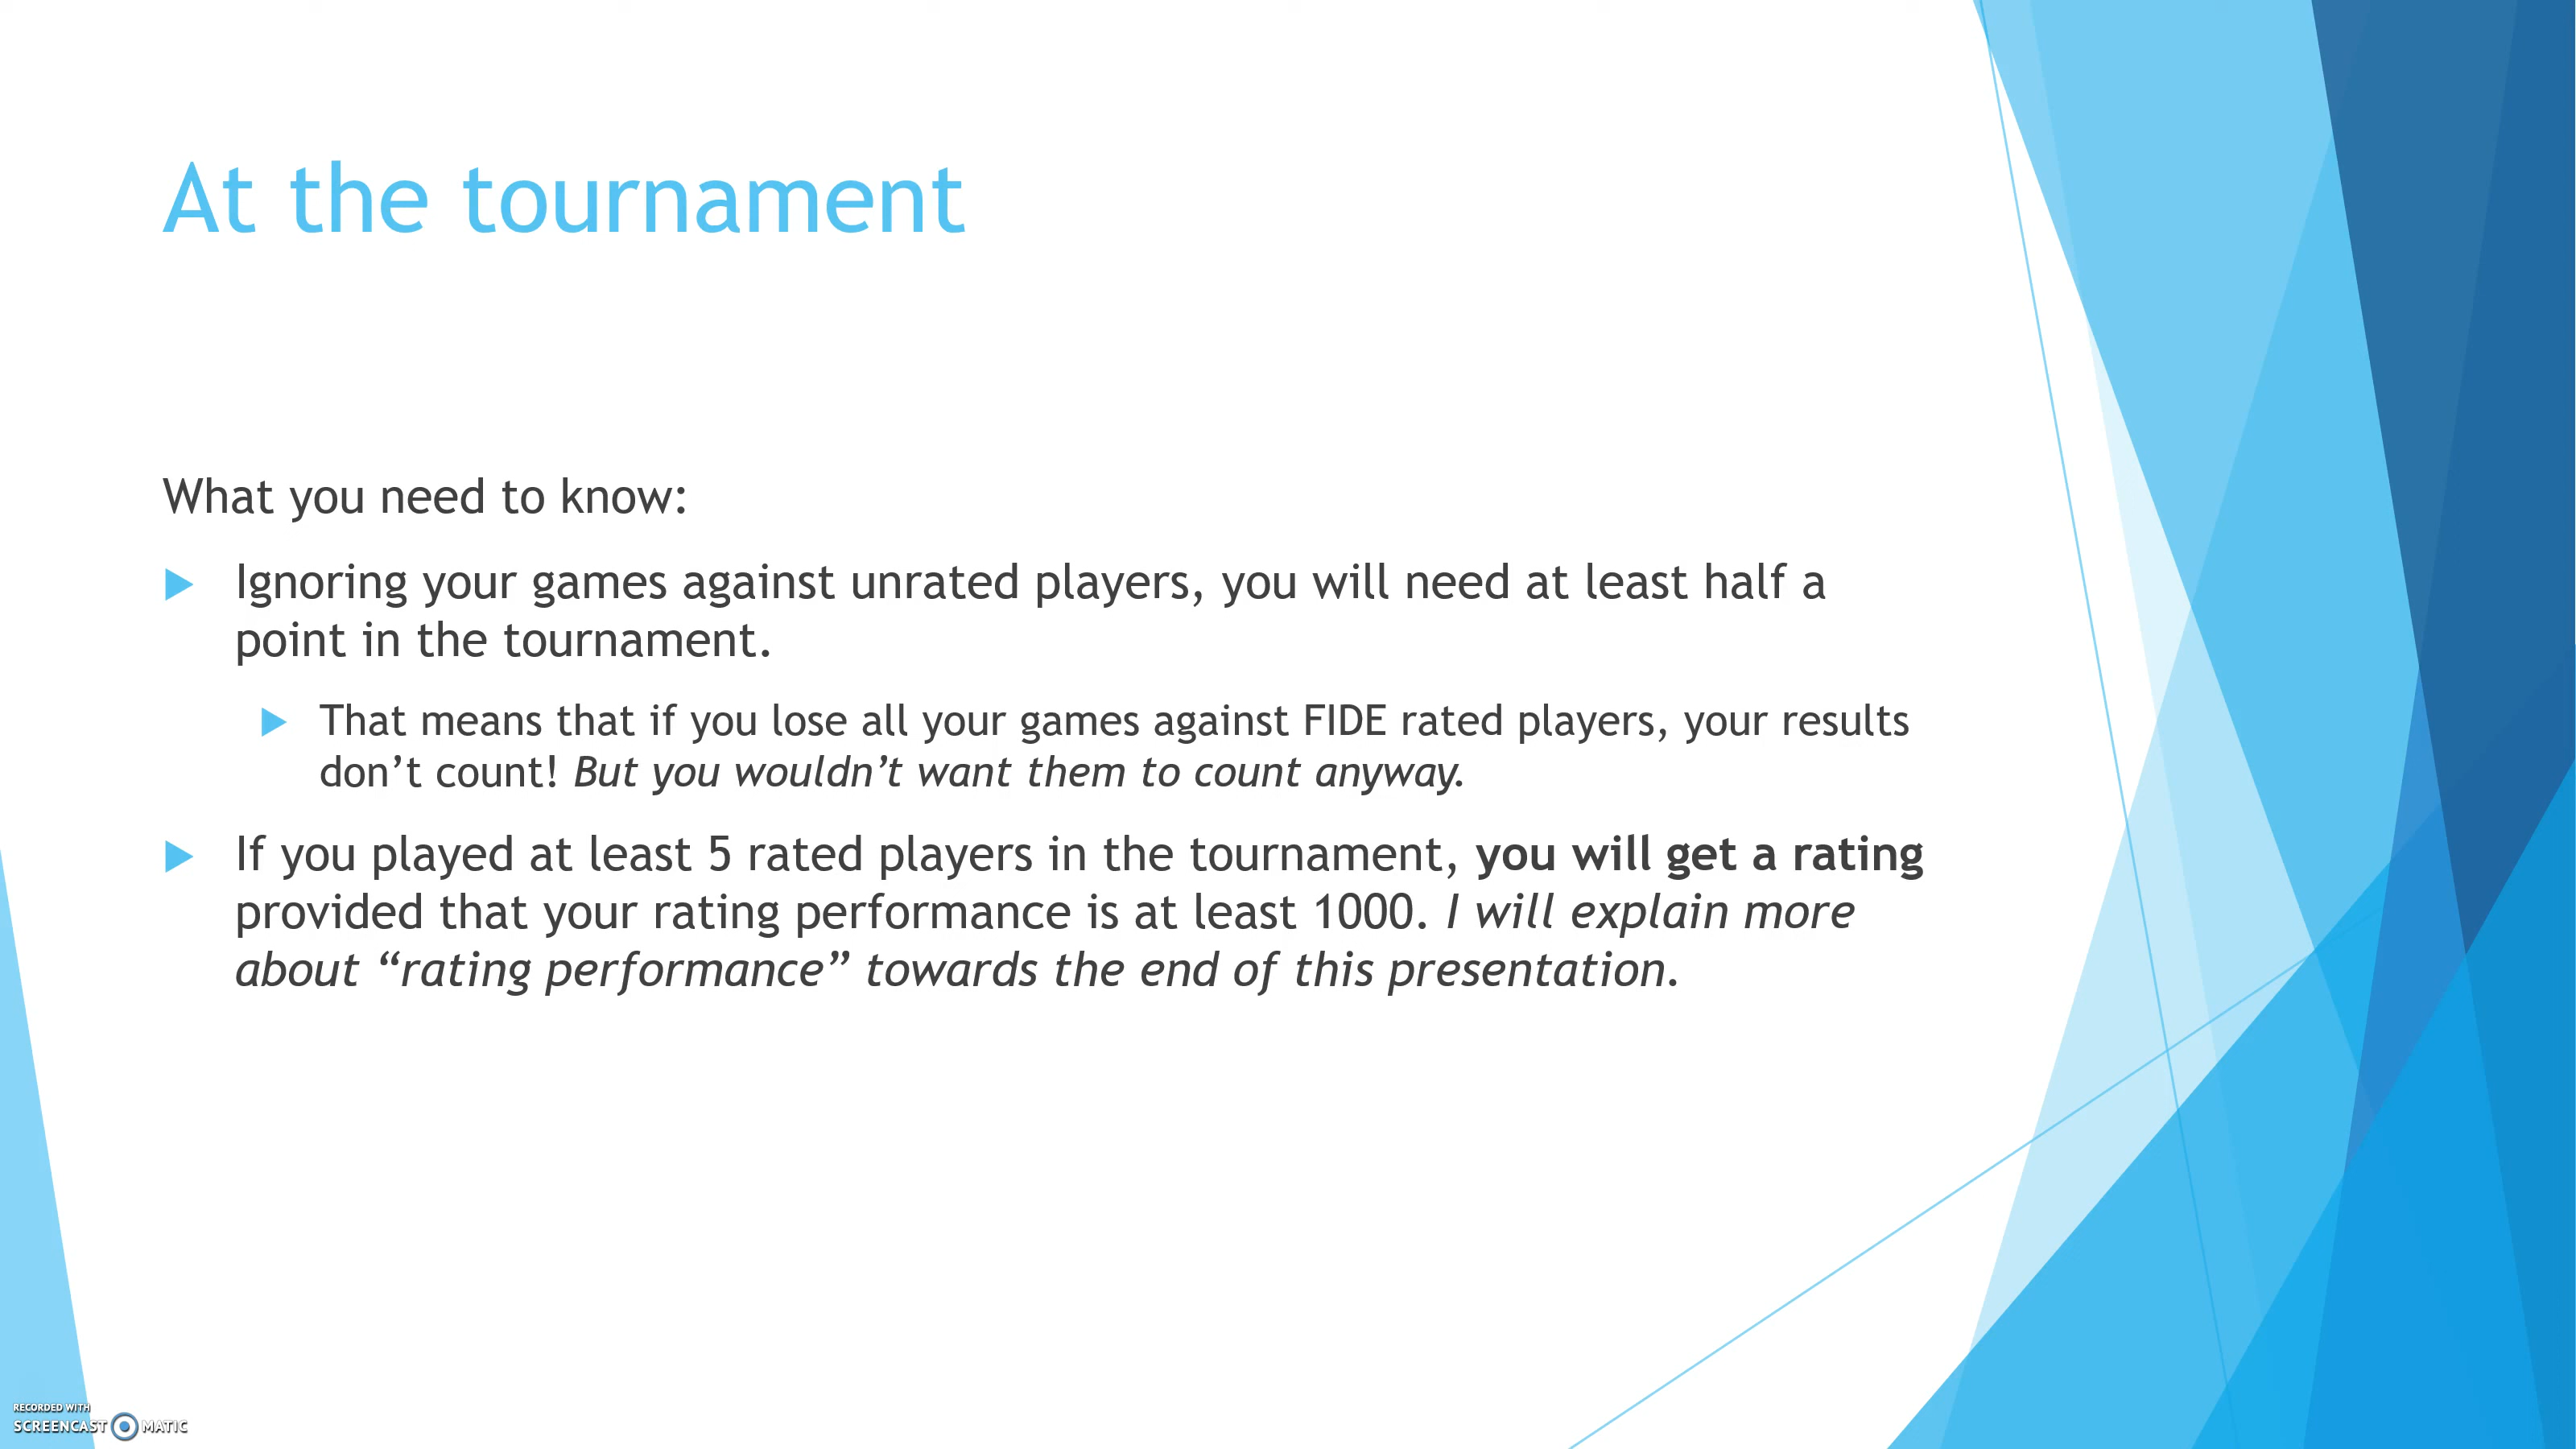 At the tournament
What you need to know:
Ignoring your games against unrated players, you will need at least half a
point in the tournament.
That means that if you lose all your games against FIDE rated players, your results
don’t count! But you wouldn’t want them to count anyway.
If you played at least 5 rated players in the tournament, you will get a rating
provided that your rating performance is at least 1000. I will explain more
about “rating performance” towards the end of this presentation.
RECORDED WITH
SCREENCAST MATIC